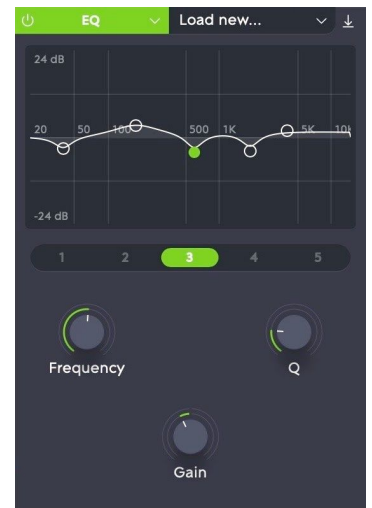 EQ Load new...
24 dB
20 50 100 500 1K 5K 10k
-24 dB
1 2 3 4 5
Frequency Q
Gain